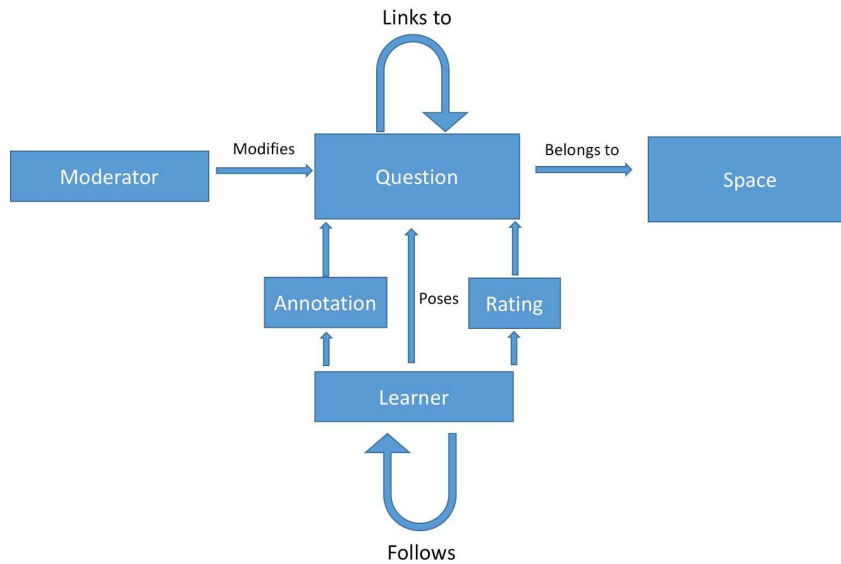 Links to
Modifies
Belongs to
Moderator
Question
Space
Annotation
Poses
Rating
Learner
Follows